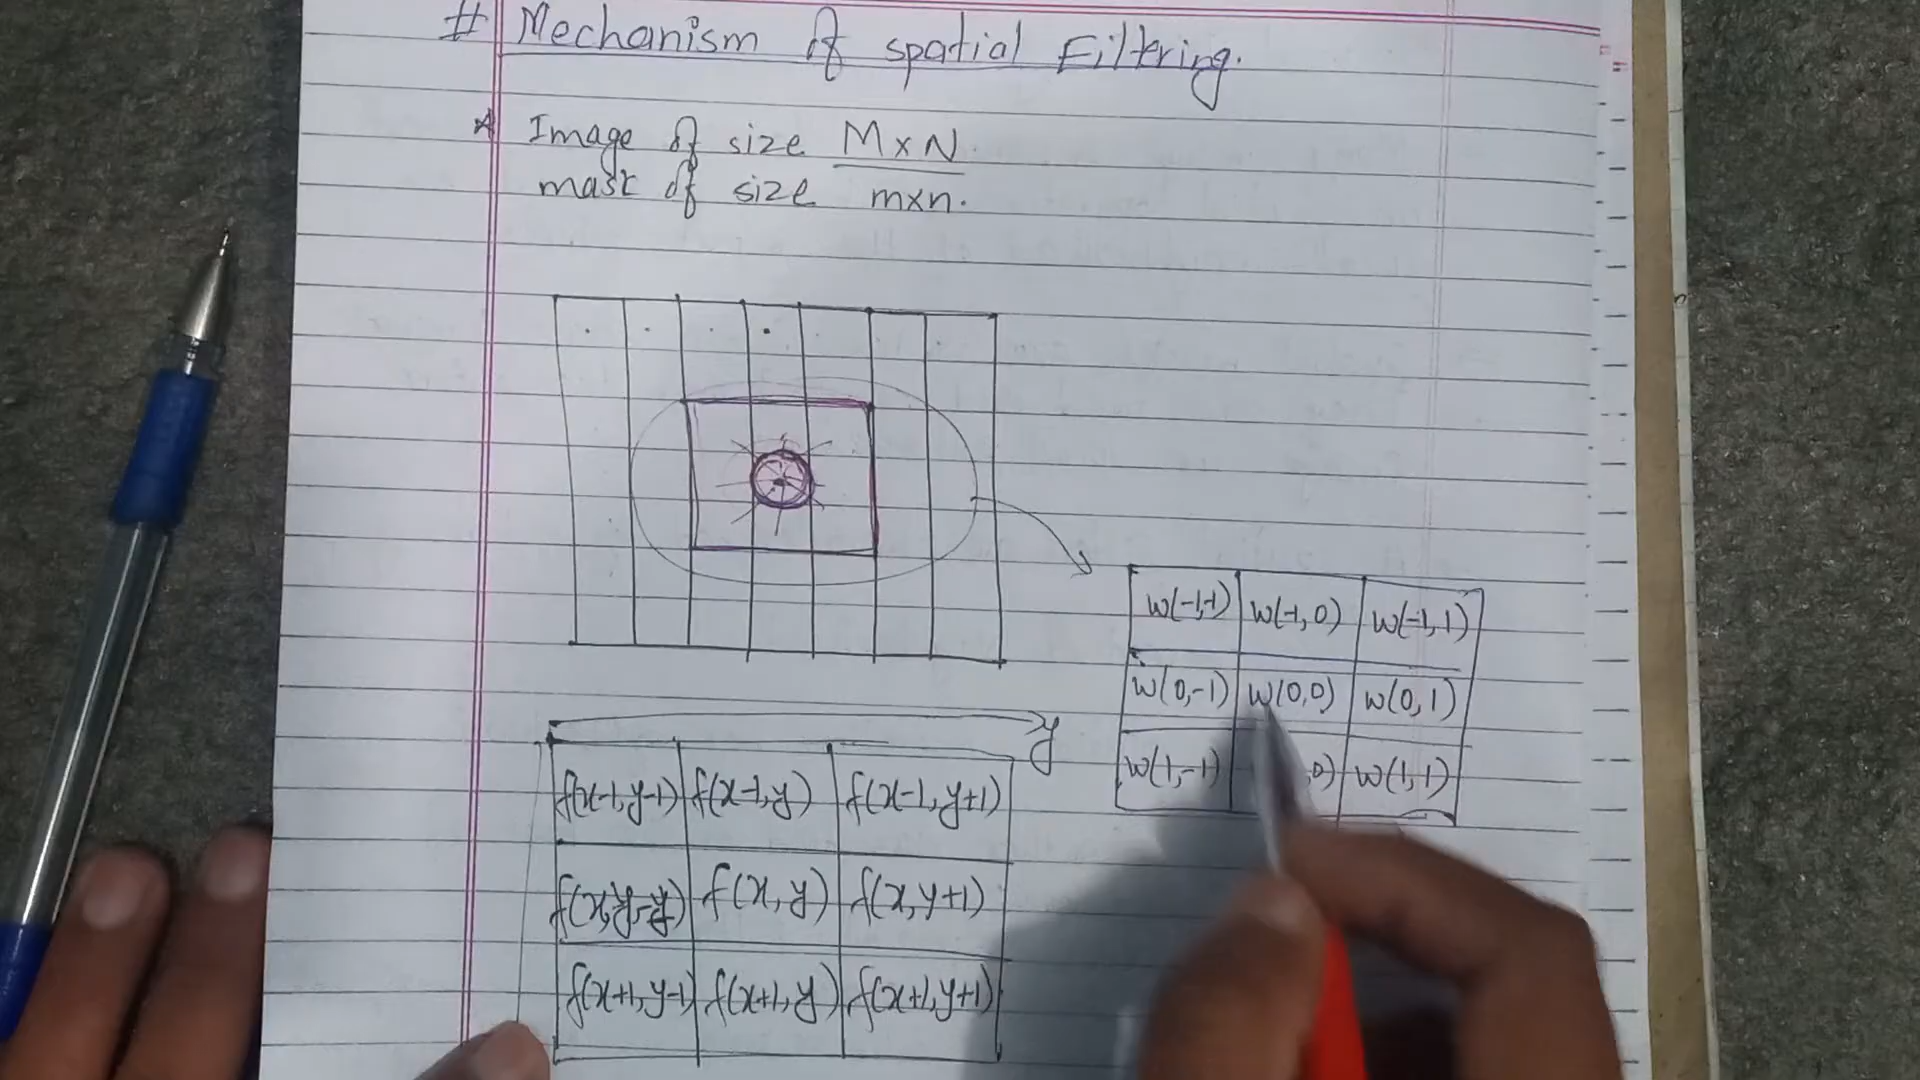 # Mechanism of spatial Filtering.
* Image of size M x N.
mask of size m x n.
w(-1,-1) w(-1,0) w(-1,1)
w(0,-1) w(0,0) w(0,1)
w(1,-1) ,0) w(1,1)
y
f(x-1,y-1) f(x-1,y) f(x-1,y+1)
f(x,y) f(x,y+1)
f(x+1,y-1) f(x+1,y) f(x+1,y+1)